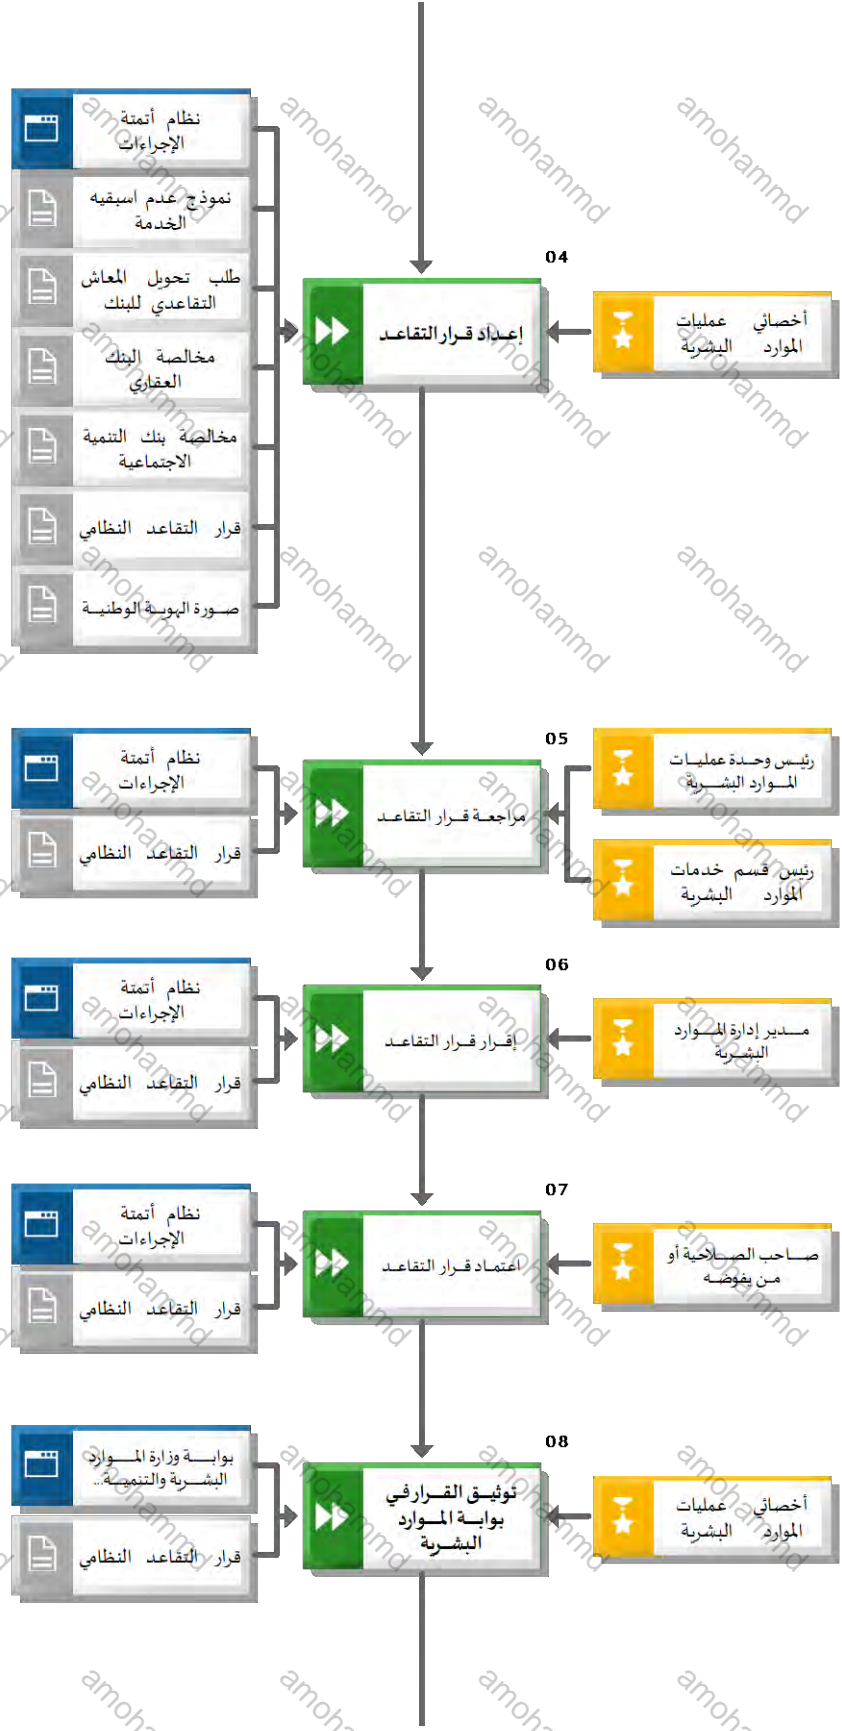 04
أخصائي عمليات
الموارد البشرية
إعداد قرار التقاعد
نظام أتمتة
الإجراءات
نموذج عدم اسبقيه
الخدمة
طلب تحويل المعاش
التقاعدي للبنك
مخالصة البنك
العقاري
مخالصة بنك التنمية
الاجتماعية
قرار التقاعد النظامي
صورة الهوية الوطنية
05
رئيس وحدة عمليات
الموارد البشرية
رئيس قسم خدمات
الموارد البشرية
مراجعة قرار التقاعد
نظام أتمتة
الإجراءات
قرار التقاعد النظامي
06
مدير إدارة الموارد
البشرية
إقرار قرار التقاعد
نظام أتمتة
الإجراءات
قرار التقاعد النظامي
07
صاحب الصلاحية أو
من يفوضه
اعتماد قرار التقاعد
نظام أتمتة
الإجراءات
قرار التقاعد النظامي
08
أخصائي عمليات
الموارد البشرية
توثيق القرار في
بوابة الموارد
البشرية
بوابة وزارة الموارد
البشرية والتنمية...
قرار التقاعد النظامي
amohammd